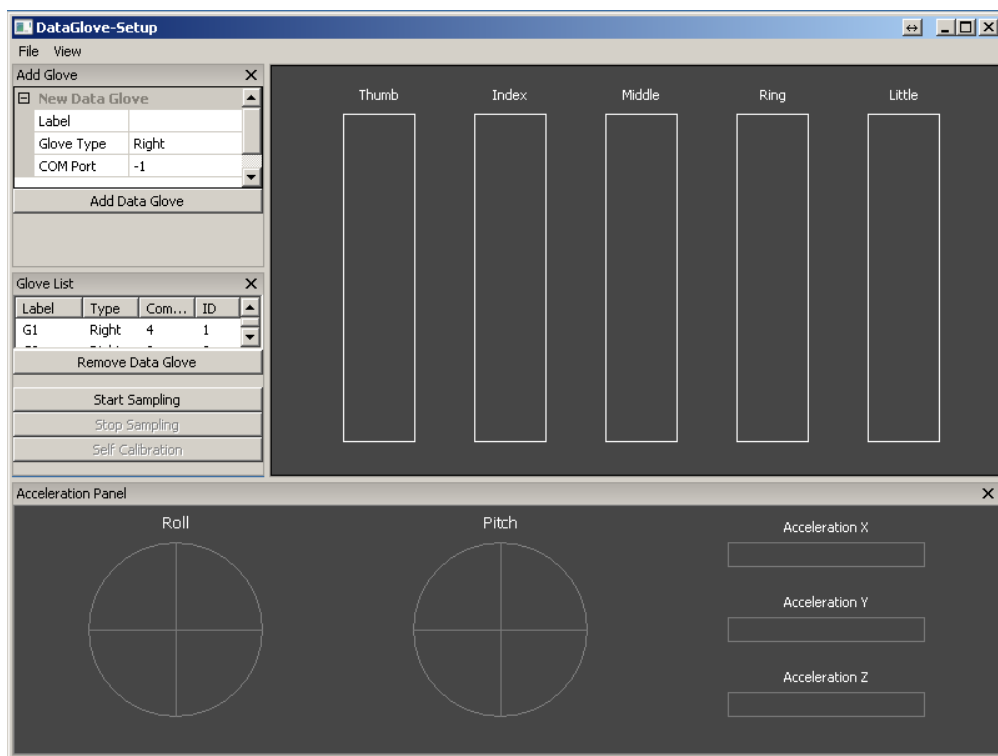 DataGlove-Setup
File View
Add Glove
New Data Glove
Label
Glove Type Right
COM Port -1
Add Data Glove
Glove List
Label Type Com... ID
G1 Right 4 1
Remove Data Glove
Start Sampling
Stop Sampling
Self Calibration
Thumb Index Middle Ring Little
Acceleration Panel
Roll Pitch
Acceleration X
Acceleration Y
Acceleration Z